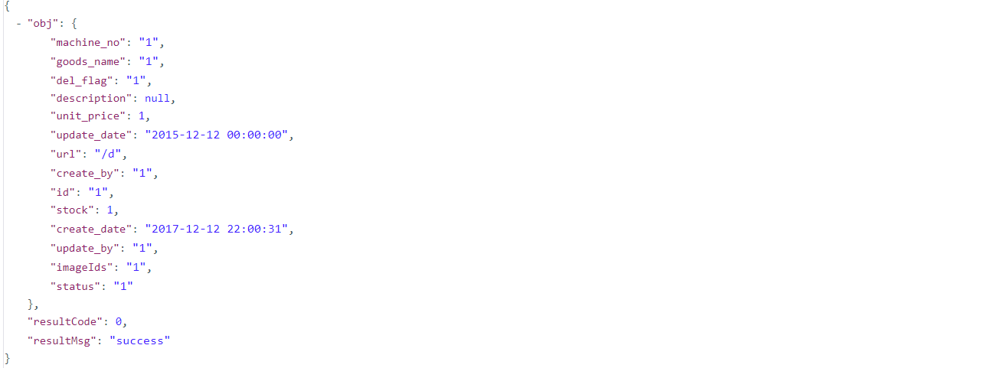 {
- "obj": {
"machine_no": "1",
"goods_name": "1",
"del_flag": "1",
"description": null,
"unit_price": 1,
"update_date": "2015-12-12 00:00:00",
"url": "/d",
"create_by": "1",
"id": "1",
"stock": 1,
"create_date": "2017-12-12 22:00:31",
"update_by": "1",
"imageIds": "1",
"status": "1"
},
"resultCode": 0,
"resultMsg": "success"
}